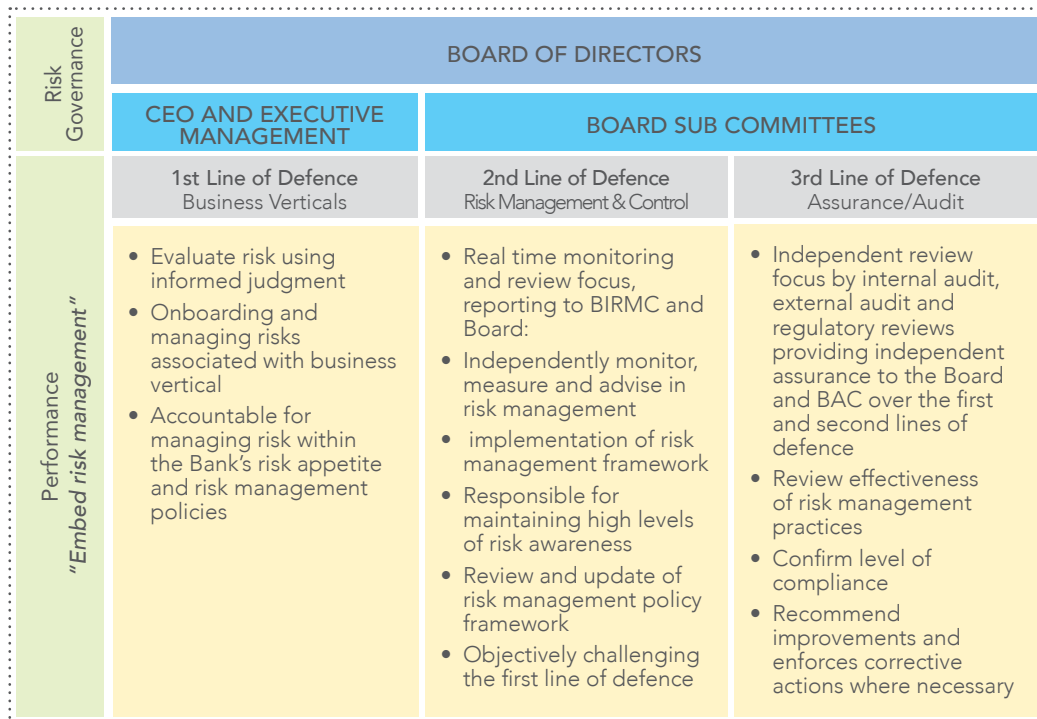 Risk
Governance
BOARD OF DIRECTORS
CEO AND EXECUTIVE
MANAGEMENT
BOARD SUB COMMITTEES
Performance
"Embed risk management"
1st Line of Defence
Business Verticals
2nd Line of Defence
Risk Management & Control
3rd Line of Defence
Assurance/Audit
• Evaluate risk using
informed judgment
• Onboarding and
managing risks
associated with business
vertical
• Accountable for
managing risk within
the Bank's risk appetite
and risk management
policies
• Real time monitoring
and review focus,
reporting to BIRMC and
Board:
• Independently monitor,
measure and advise in
risk management
• implementation of risk
management framework
• Responsible for
maintaining high levels
of risk awareness
• Review and update of
risk management policy
framework
• Objectively challenging
the first line of defence
• Independent review
focus by internal audit,
external audit and
regulatory reviews
providing independent
assurance to the Board
and BAC over the first
and second lines of
defence
• Review effectiveness
of risk management
practices
• Confirm level of
compliance
• Recommend
improvements and
enforces corrective
actions where necessary